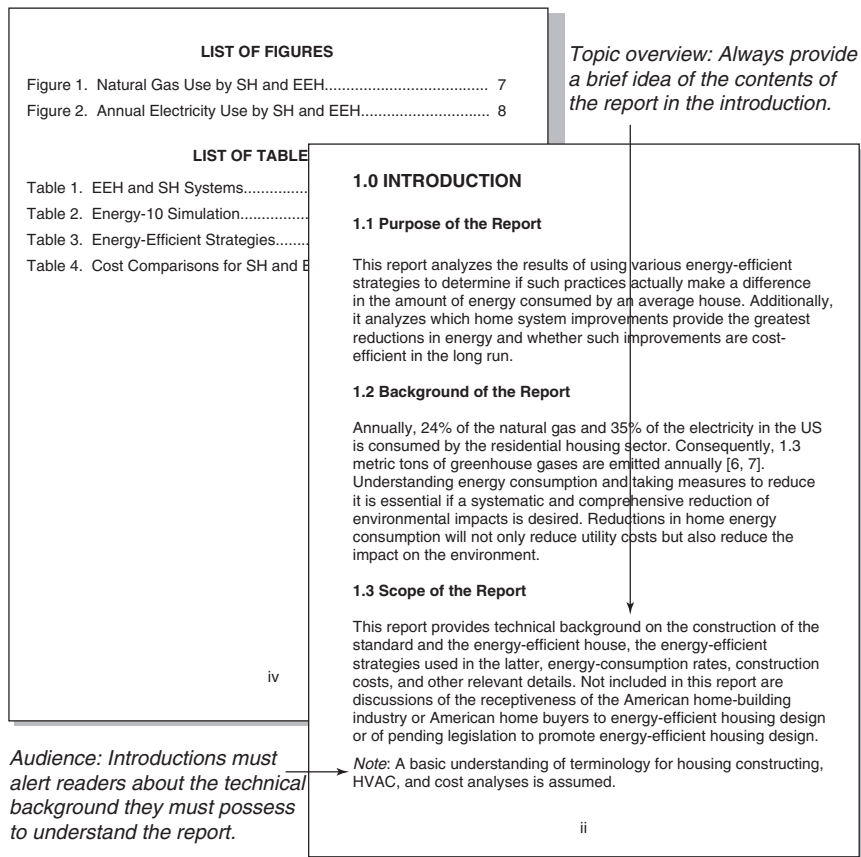 LIST OF FIGURES
Figure 1. Natural Gas Use by SH and EEH...................................... 7
Figure 2. Annual Electricity Use by SH and EEH.............................. 8
LIST OF TABLE
Table 1. EEH and SH Systems...............
Table 2. Energy-10 Simulation................
Table 3. Energy-Efficient Strategies........
Table 4. Cost Comparisons for SH and E
iv
Topic overview: Always provide
a brief idea of the contents of
the report in the introduction.
1.0 INTRODUCTION
1.1 Purpose of the Report
This report analyzes the results of using various energy-efficient
strategies to determine if such practices actually make a difference
in the amount of energy consumed by an average house. Additionally,
it analyzes which home system improvements provide the greatest
reductions in energy and whether such improvements are cost-
efficient in the long run.
1.2 Background of the Report
Annually, 24% of the natural gas and 35% of the electricity in the US
is consumed by the residential housing sector. Consequently, 1.3
metric tons of greenhouse gases are emitted annually [6, 7].
Understanding energy consumption and taking measures to reduce
it is essential if a systematic and comprehensive reduction of
environmental impacts is desired. Reductions in home energy
consumption will not only reduce utility costs but also reduce the
impact on the environment.
1.3 Scope of the Report
This report provides technical background on the construction of the
standard and the energy-efficient house, the energy-efficient
strategies used in the latter, energy-consumption rates, construction
costs, and other relevant details. Not included in this report are
discussions of the receptiveness of the American home-building
industry or American home buyers to energy-efficient housing design
or of pending legislation to promote energy-efficient housing design.
Note: A basic understanding of terminology for housing constructing,
HVAC, and cost analyses is assumed.
ii
Audience: Introductions must
alert readers about the technical
background they must possess
to understand the report.